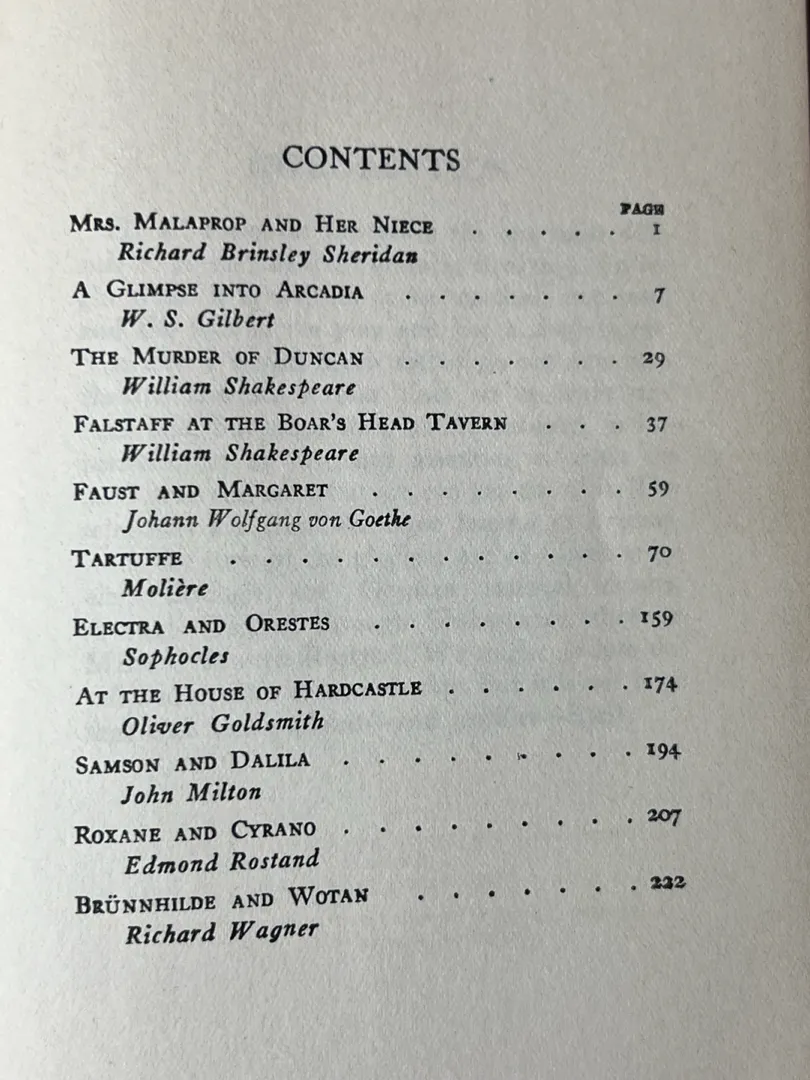 CONTENTS
PAGE
MRS. MALAPROP AND HER NIECE . . . . . 1
Richard Brinsley Sheridan
A GLIMPSE INTO ARCADIA . . . . . . . 7
W. S. Gilbert
THE MURDER OF DUNCAN . . . . . . . 29
William Shakespeare
FALSTAFF AT THE BOAR'S HEAD TAVERN . . . 37
William Shakespeare
FAUST AND MARGARET . . . . . . . . 59
Johann Wolfgang von Goethe
TARTUFFE . . . . . . . . . . . . 70
Molière
ELECTRA AND ORESTES . . . . . . . . 159
Sophocles
AT THE HOUSE OF HARDCASTLE . . . . . . 174
Oliver Goldsmith
SAMSON AND DALILA . . . . . . . . . 194
John Milton
ROXANE AND CYRANO . . . . . . . . . 207
Edmond Rostand
BRÜNNHILDE AND WOTAN . . . . . . . 222
Richard Wagner